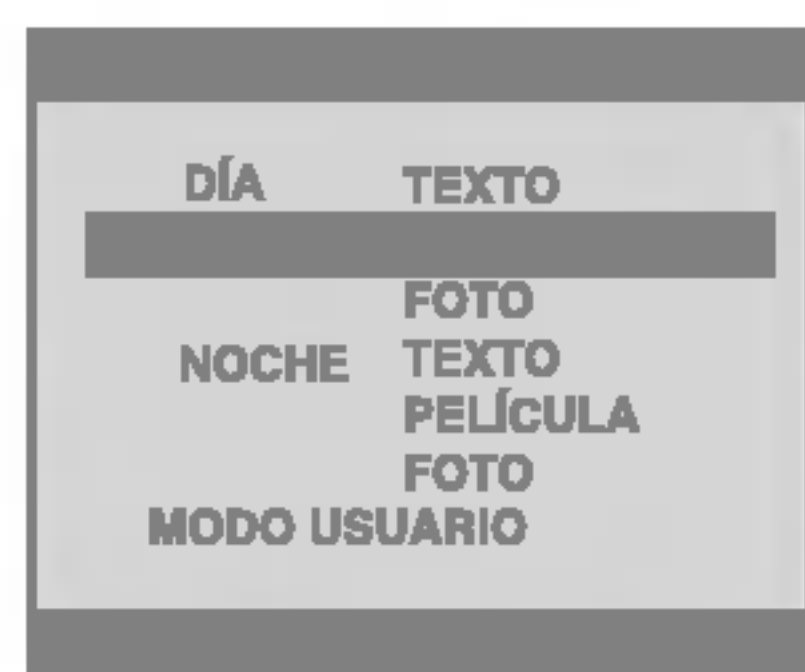 DÍA TEXTO
FOTO
NOCHE TEXTO
PELÍCULA
FOTO
MODO USUARIO